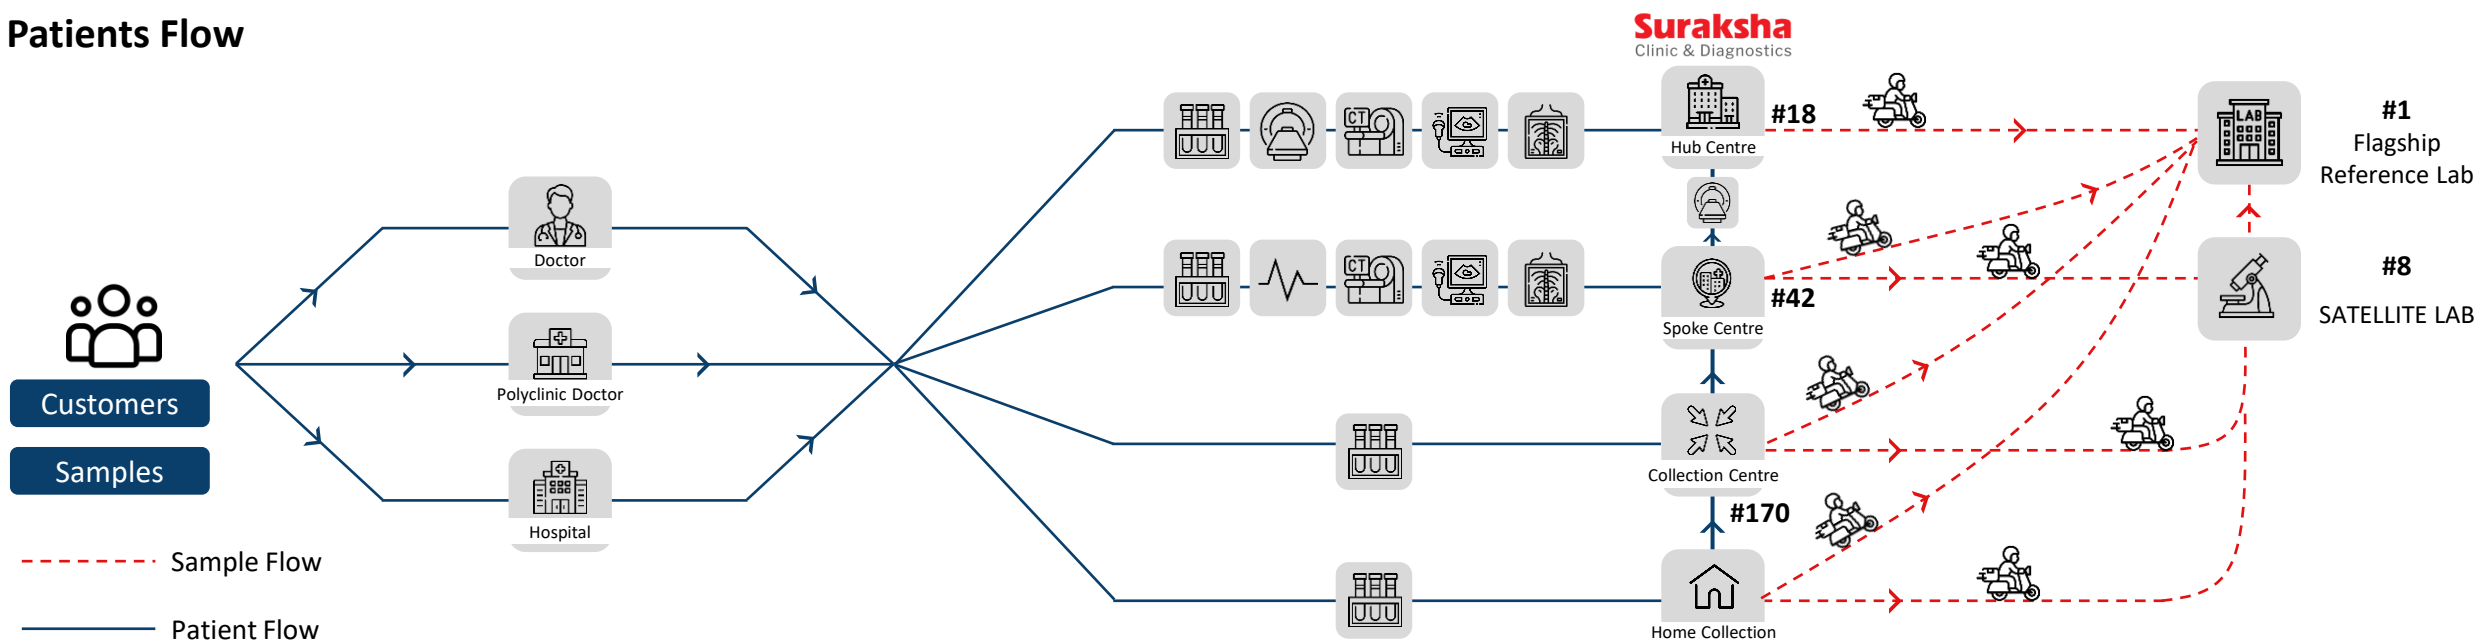 Patients Flow
Suraksha
Clinic & Diagnostics
CT
#18
Hub Centre
LAB
#1
Flagship
Reference Lab
Doctor
CT
#42
Spoke Centre
#8
SATELLITE LAB
Customers
Samples
Polyclinic Doctor
Collection Centre
#170
Hospital
Home Collection
Sample Flow
Patient Flow